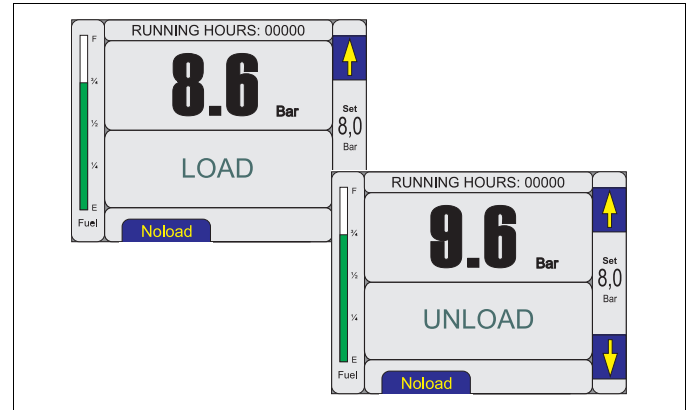 RUNNING HOURS: 00000
F
¾
½
¼
E
Fuel
8.6 Bar
LOAD
Noload
Set
8,0
Bar
RUNNING HOURS: 00000
F
¾
½
¼
E
Fuel
9.6 Bar
UNLOAD
Noload
Set
8,0
Bar